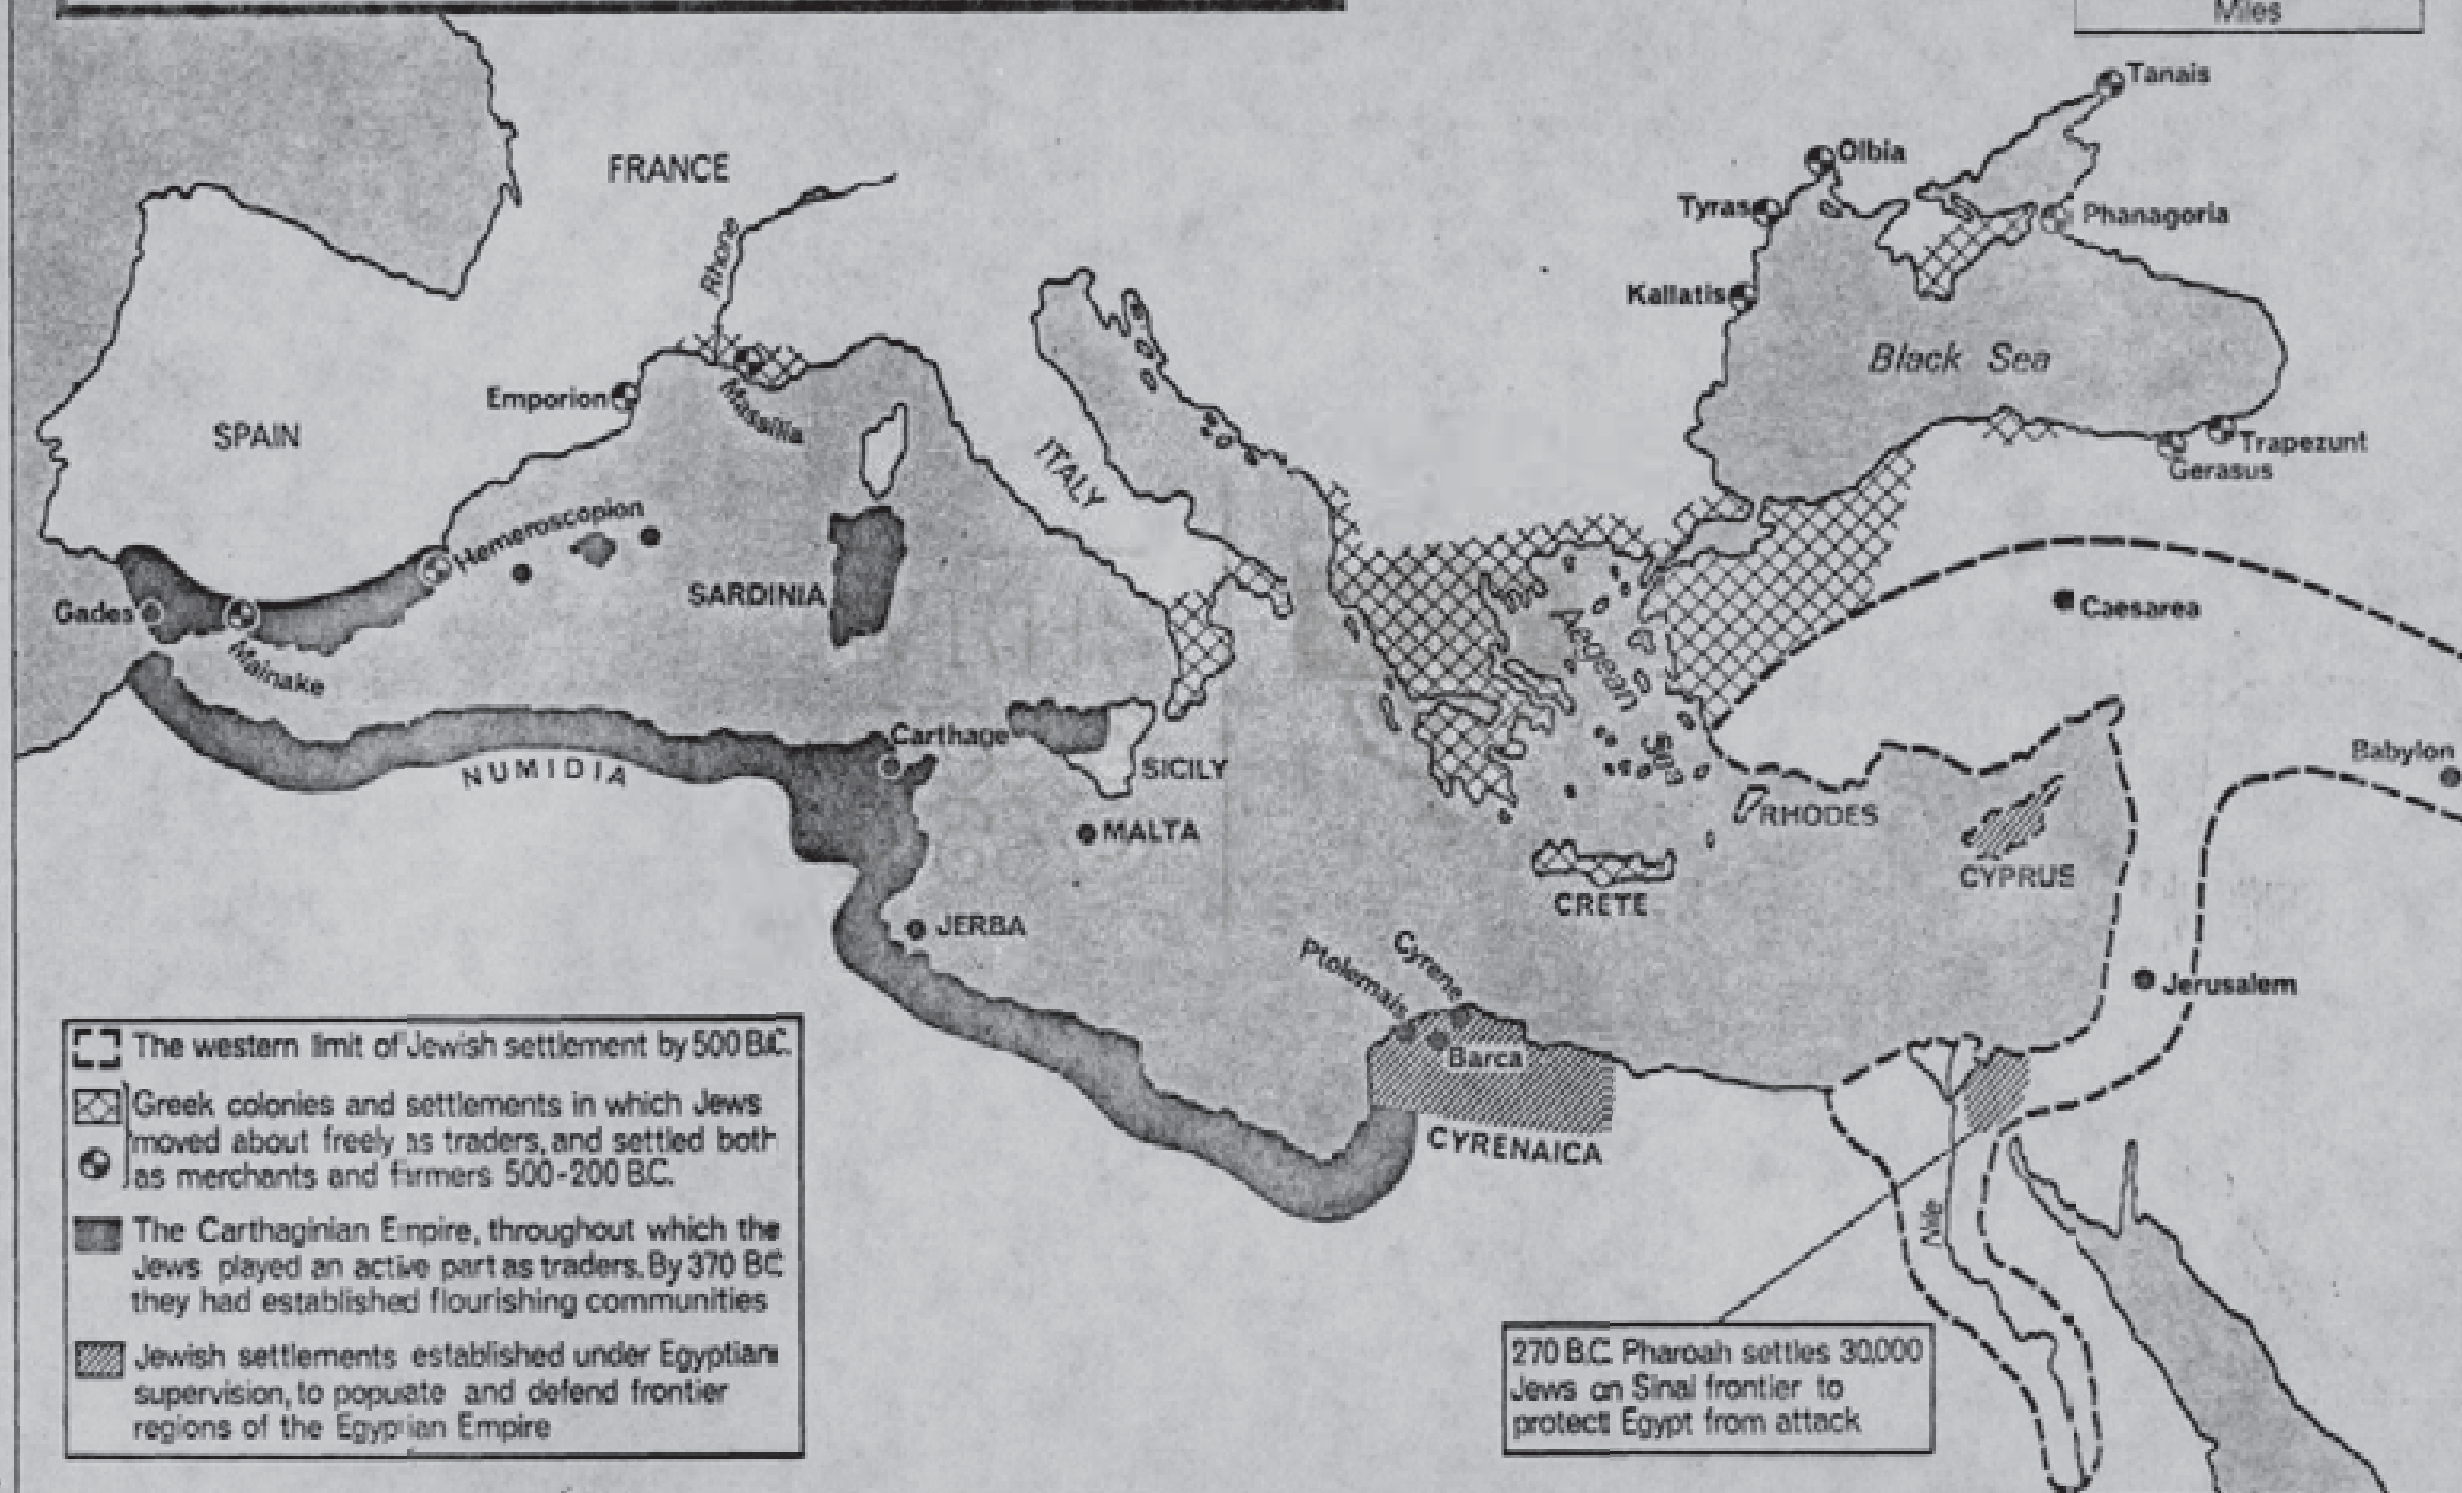 Miles
Tanais
Olbia
FRANCE
Tyras
Phanagoria
Rhone
Kallatis
Black Sea
Emporion
Massilia
SPAIN
ITALY
Trapezunt
Gerasus
Hemeroscopion
SARDINIA
Caesarea
Gades
Aegean
Sea
Mainake
Carthage
Babylon
NUMIDIA
SICILY
RHODES
MALTA
CYPRUS
CRETE
JERBA
Cyrene
Ptolemais
Jerusalem
Barca
CYRENAICA
Nile
The western limit of Jewish settlement by 500 B.C.
Greek colonies and settlements in which Jews
moved about freely as traders, and settled both
as merchants and farmers 500-200 B.C.
The Carthaginian Empire, throughout which the
Jews played an active part as traders. By 370 BC
they had established flourishing communities
Jewish settlements established under Egyptian
supervision, to populate and defend frontier
regions of the Egyptian Empire
270 B.C. Pharoah settles 30,000
Jews on Sinai frontier to
protect Egypt from attack